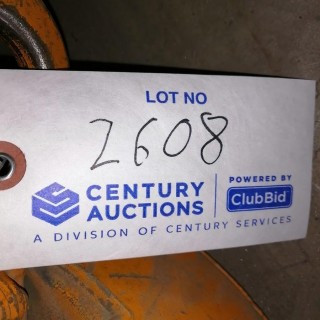 LOT NO
2608
CENTURY AUCTIONS
POWERED BY
ClubBid
A DIVISION OF CENTURY SERVICES